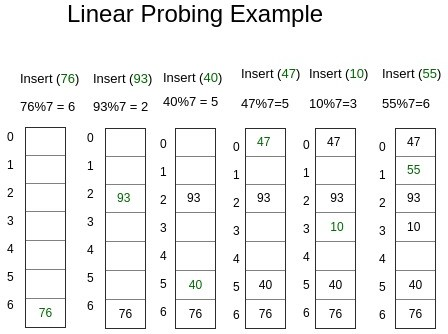 Linear Probing Example
Insert (76) Insert (93) Insert (40) Insert (47) Insert (10) Insert (55)
76%7 = 6 93%7 = 2 40%7 = 5 47%7=5 10%7=3 55%7=6
0 0 0 0 47 0 47 0 47
1 1 1 1 1 1 55
2 2 93 2 93 2 93 2 93 2 93
3 3 3 3 3 10 3 10
4 4 4 4 4 4
5 5 5 40 5 40 5 40 5 40
6 76 6 76 6 76 6 76 6 76 6 76